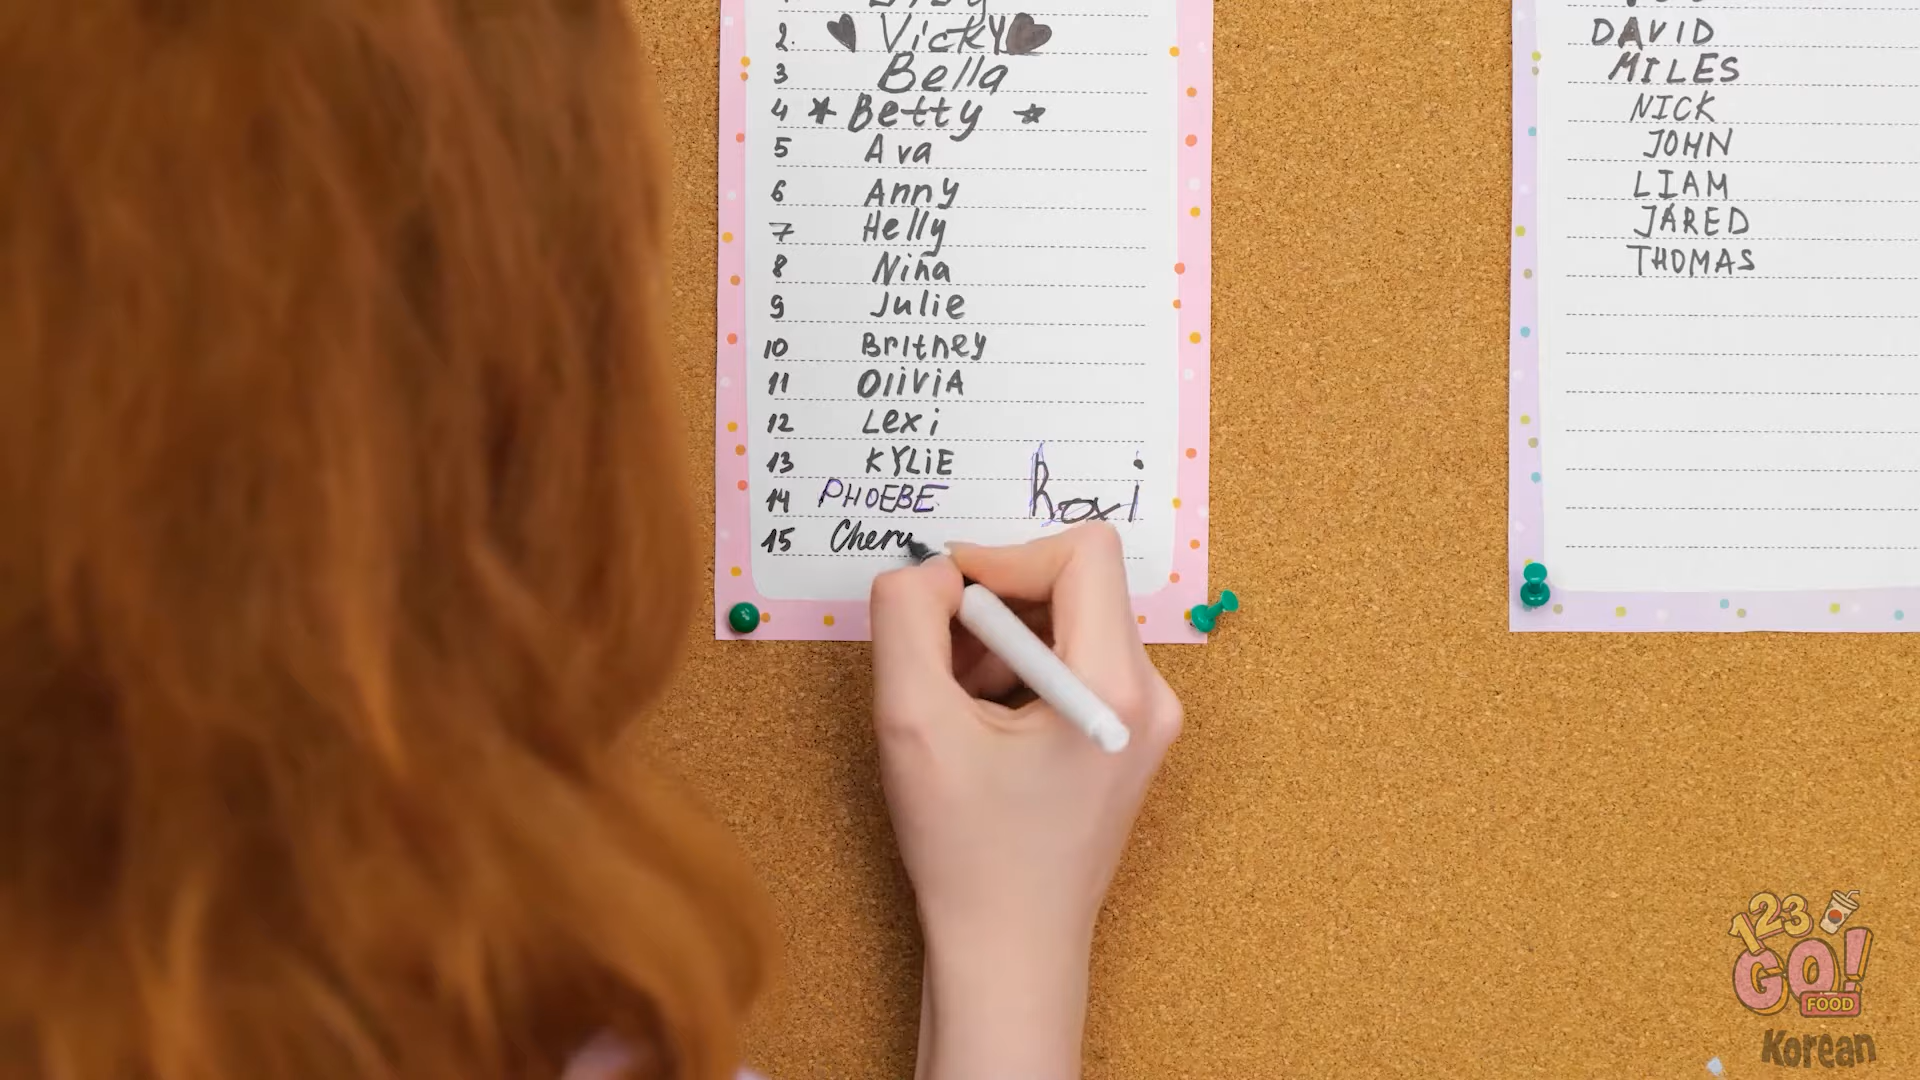 2. Vicky
3 Bella
4 * Betty *
5 Ava
6 Anny
7 Helly
8 Nina
9 Julie
10 Britney
11 OliviA
12 Lexi
13 KYLiE
14 PHOEBE
Roxi
15
DAVID
MILES
NICK
JOHN
LIAM
JARED
THOMAS
123 GO!
FOOD
Korean